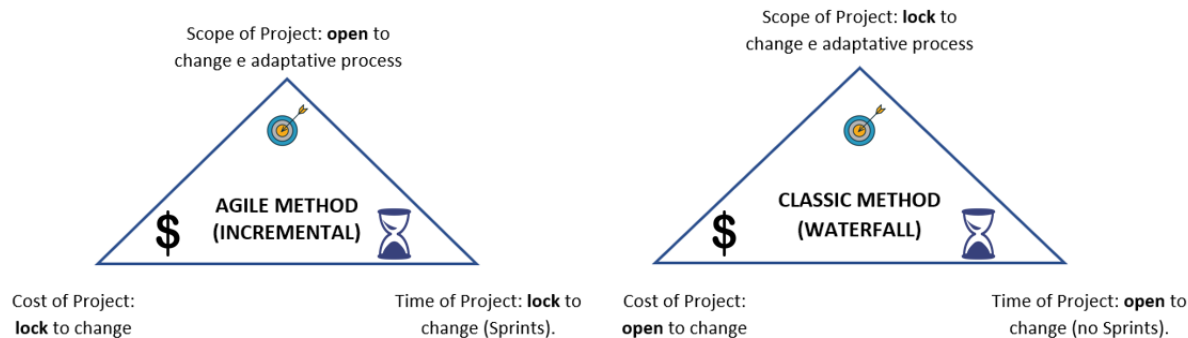 Scope of Project: open to
change e adaptative process
$
AGILE METHOD
(INCREMENTAL)
Cost of Project:
lock to change
Time of Project: lock to
change (Sprints).
Scope of Project: lock to
change e adaptative process
$
CLASSIC METHOD
(WATERFALL)
Cost of Project:
open to change
Time of Project: open to
change (no Sprints).